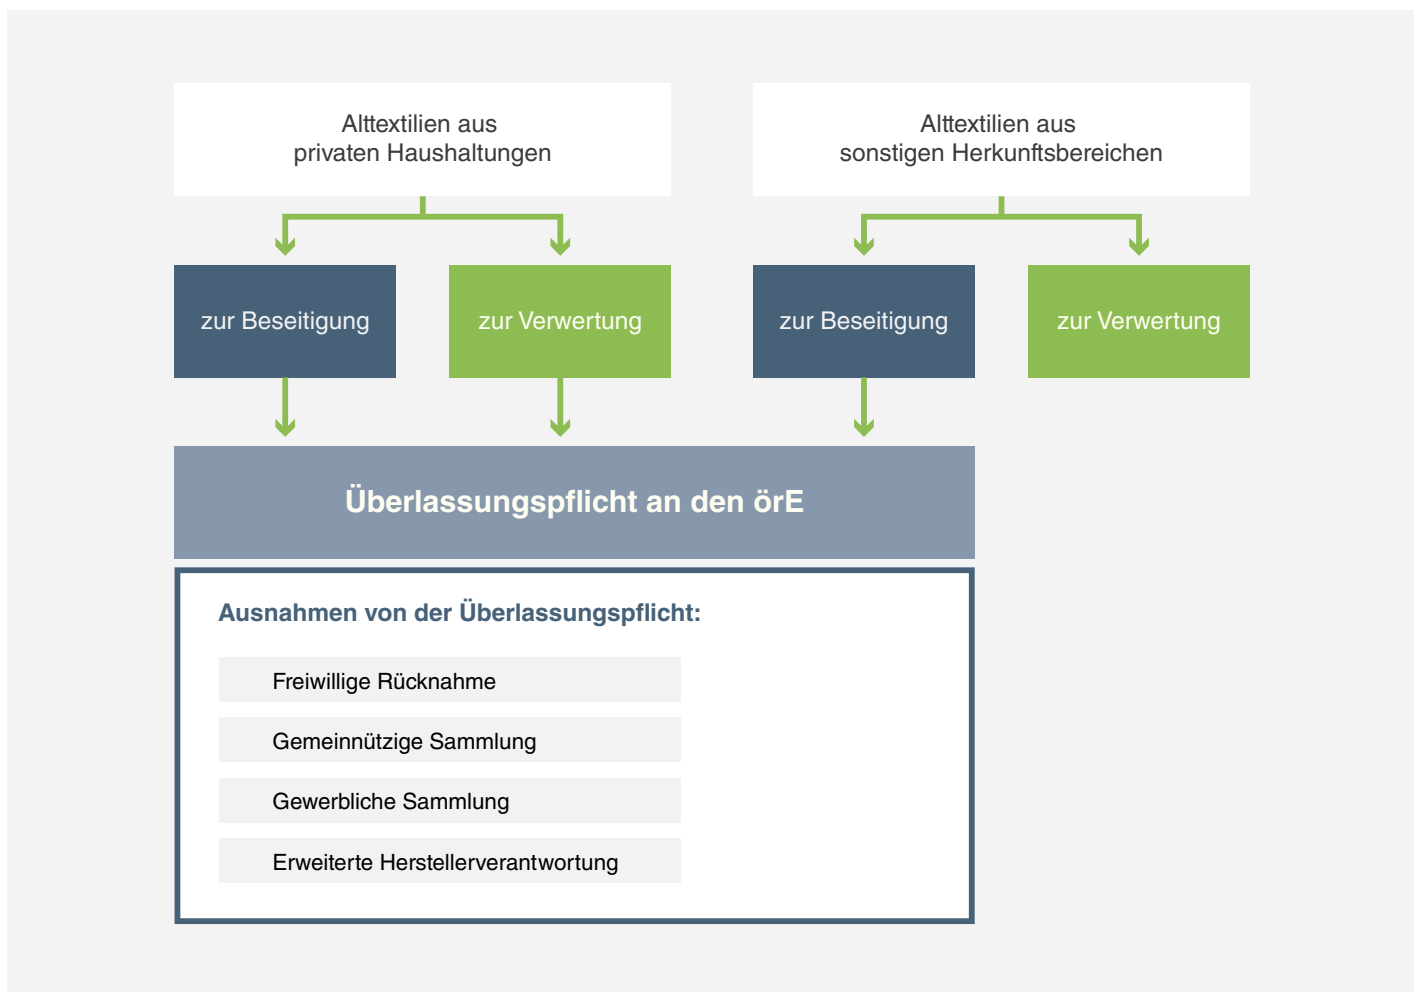 Alttextilien aus
privaten Haushaltungen
Alttextilien aus
sonstigen Herkunftsbereichen
zur Beseitigung
zur Verwertung
zur Beseitigung
zur Verwertung
Überlassungspflicht an den örE
Ausnahmen von der Überlassungspflicht:
Freiwillige Rücknahme
Gemeinnützige Sammlung
Gewerbliche Sammlung
Erweiterte Herstellerverantwortung